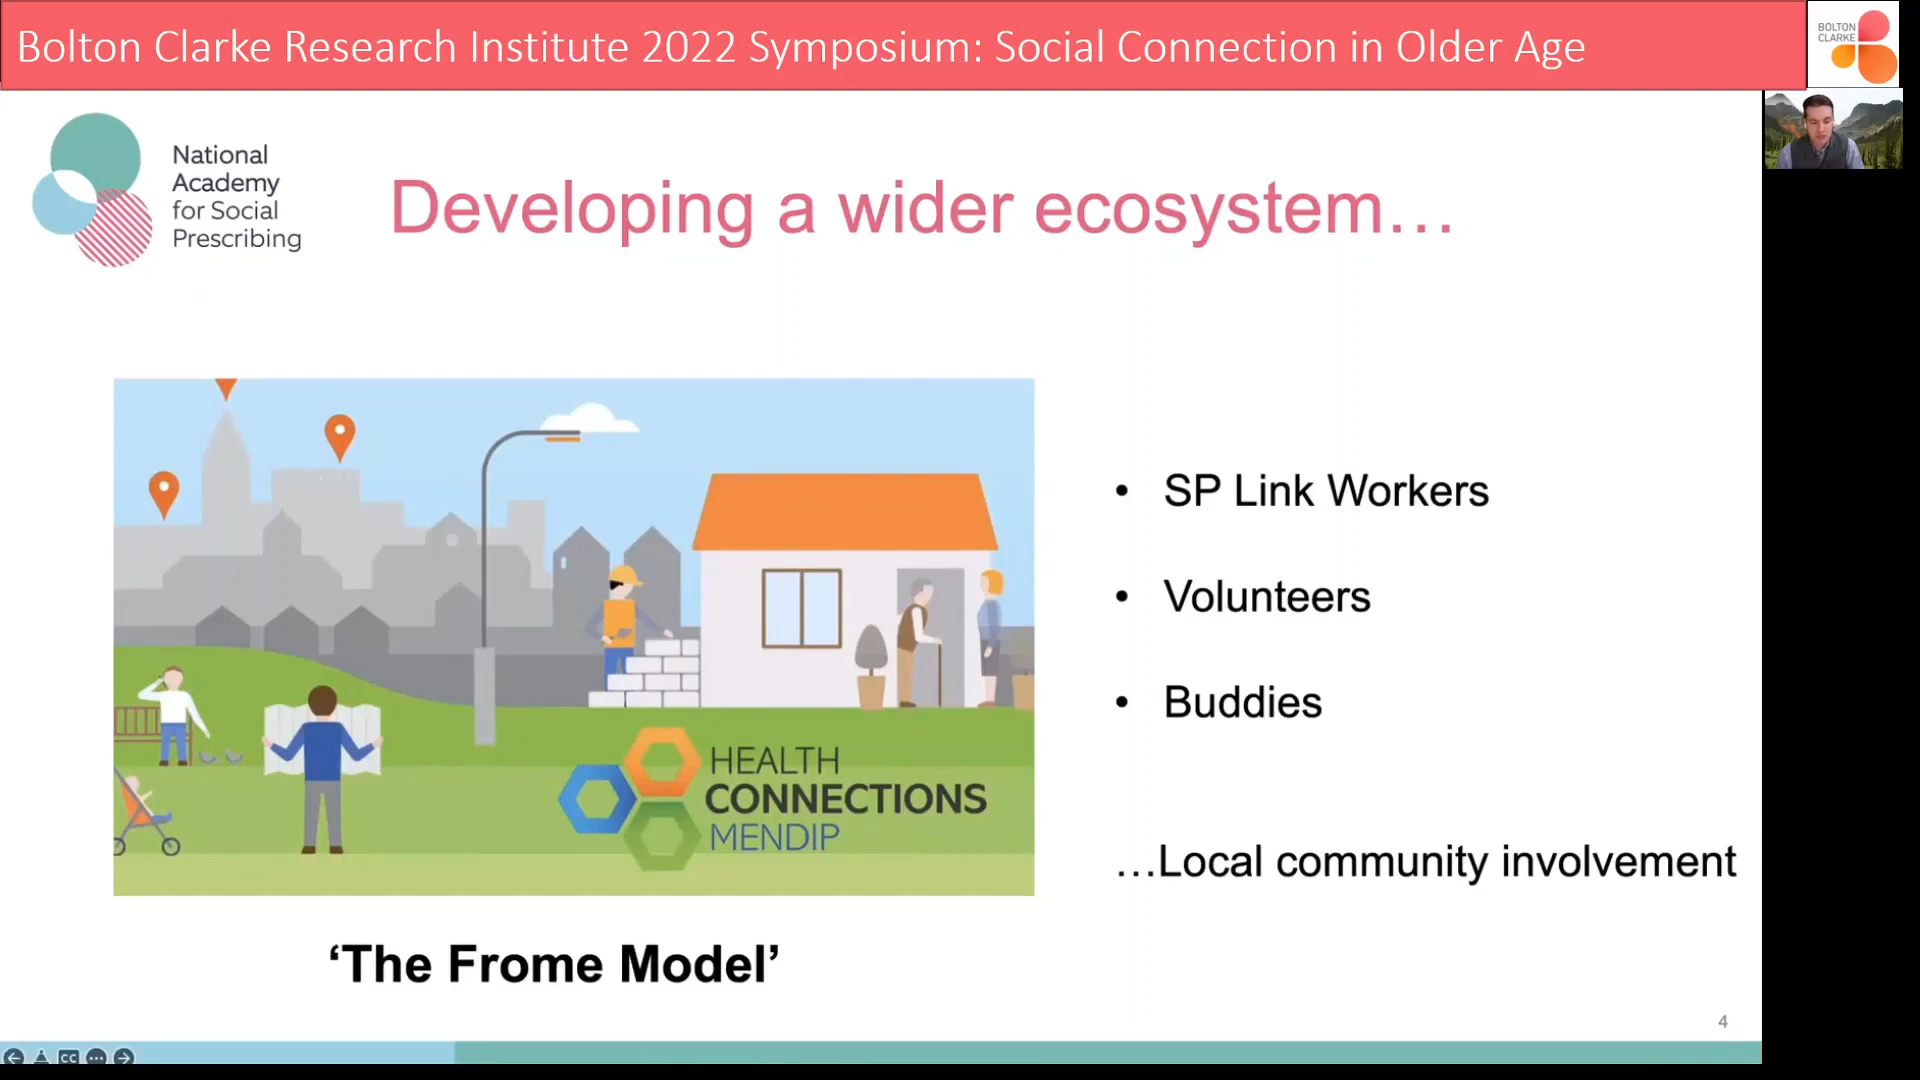 Bolton Clarke Research Institute 2022 Symposium: Social Connection in Older Age
BOLTON
CLARKE
National
Academy
for Social
Prescribing
Developing a wider ecosystem…
• SP Link Workers
• Volunteers
• Buddies
…Local community involvement
HEALTH
CONNECTIONS
MENDIP
‘The Frome Model’
4
CC